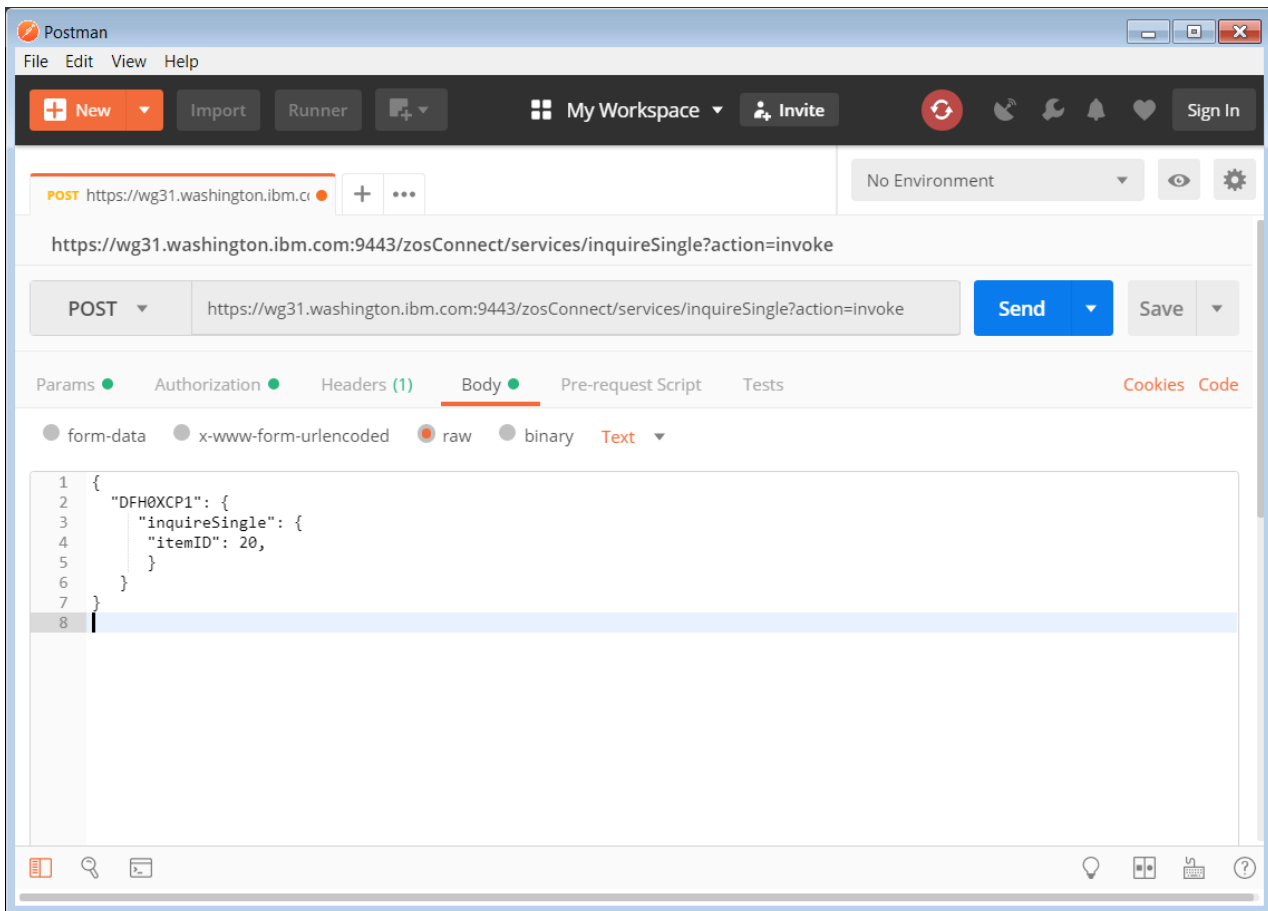 Postman
File Edit View Help
New Import Runner My Workspace Invite Sign In
POST https://wg31.washington.ibm.co No Environment
https://wg31.washington.ibm.com:9443/zosConnect/services/inquireSingle?action=invoke
POST https://wg31.washington.ibm.com:9443/zosConnect/services/inquireSingle?action=invoke Send Save
Params Authorization Headers (1) Body Pre-request Script Tests Cookies Code
form-data x-www-form-urlencoded raw binary Text
1 {
2 "DFH0XCP1": {
3 "inquireSingle": {
4 "itemID": 20,
5 }
6 }
7 }
8